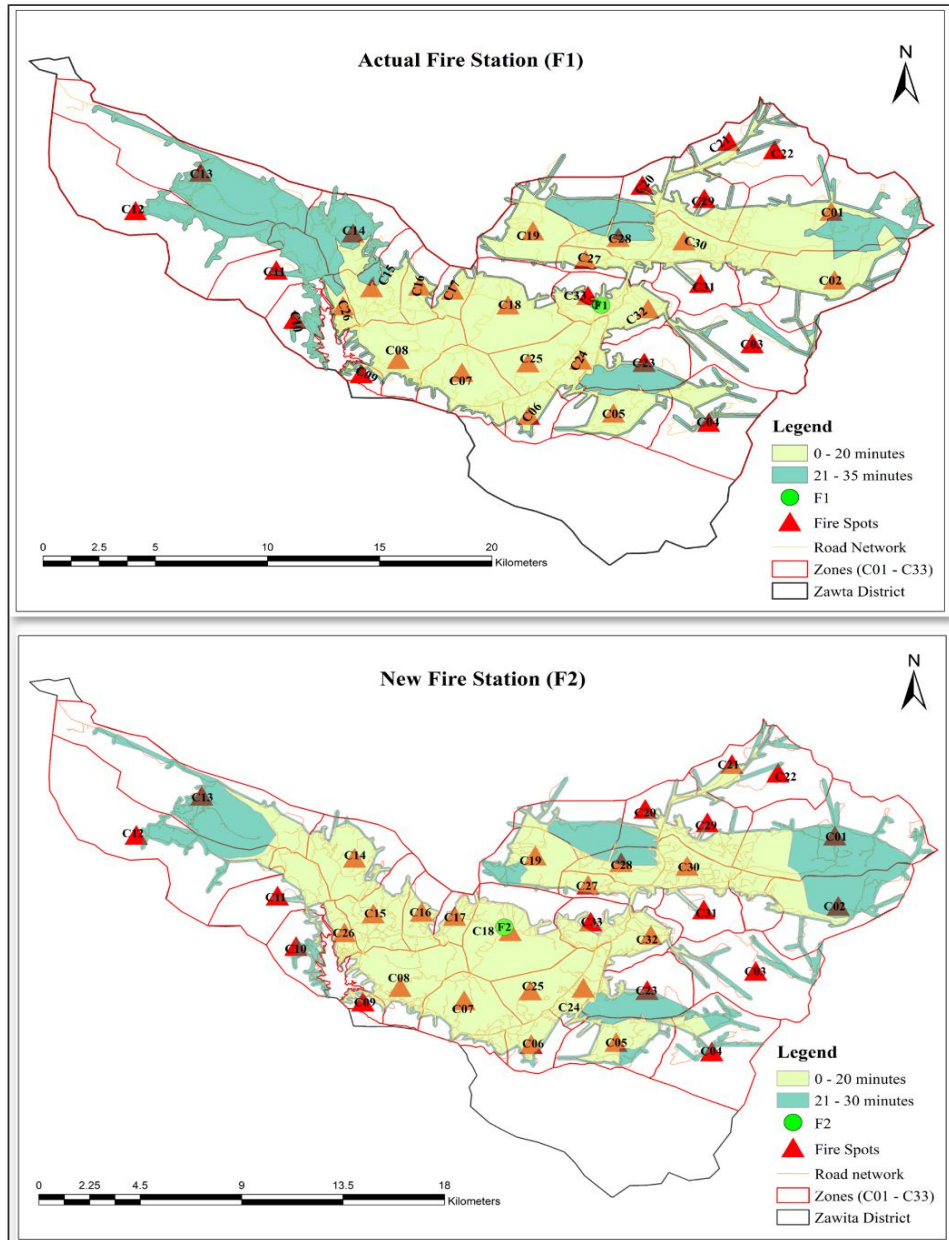 Actual Fire Station (F1)
N
C21
C22
C20
C29
C13
C12
C01
C14
C19
C28
C30
C27
C11
C15
C16
C17
C02
C31
C33
F1
C18
C26
C10
C32
C03
C08
C25
C24
C23
C09
C07
C06
C05
C04
Legend
0 - 20 minutes
21 - 35 minutes
F1
Fire Spots
Road Network
Zones (C01 - C33)
Zawta District
0 2.5 5 10 15 20
Kilometers
New Fire Station (F2)
N
C21
C22
C13
C20
C29
C12
C01
C14
C19
C28
C30
C27
C11
C02
C15
C16
C17
C31
C18
F2
C33
C26
C32
C10
C03
C08
C25
C23
C07
C09
C24
C06
C05
C04
Legend
0 - 20 minutes
21 - 30 minutes
F2
Fire Spots
Road network
Zones (C01 - C33)
Zawita District
0 2.25 4.5 9 13.5 18
Kilometers